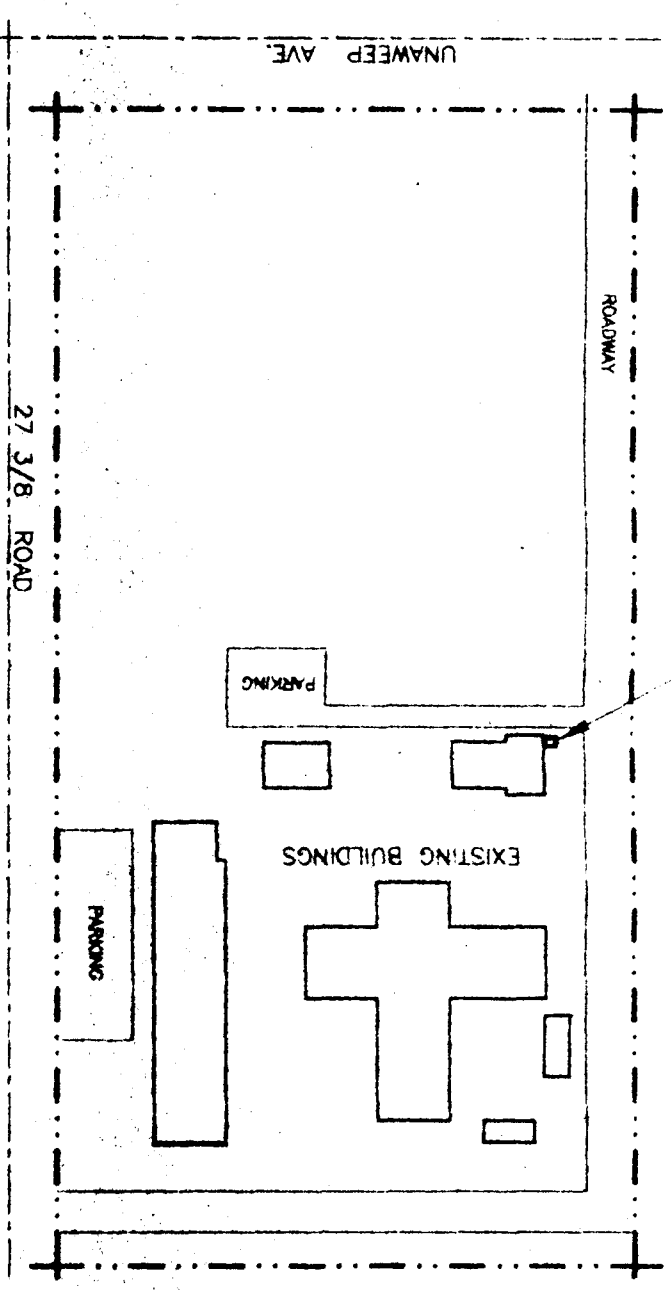 UNAWEEP AVE.
ROADWAY
27 3/8 ROAD
PARKING
EXISTING BUILDINGS
PARKING